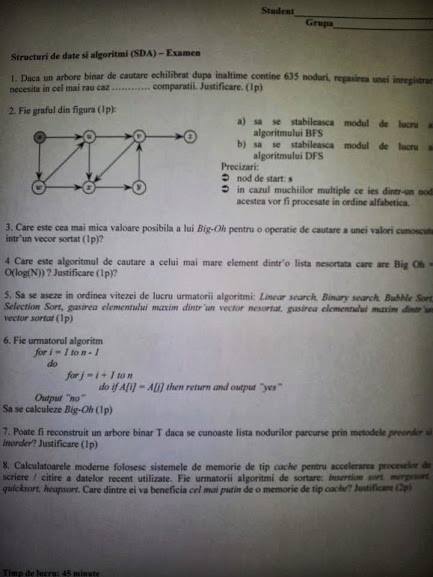 Student
Grupa
Structuri de date si algoritmi (SDA) – Examen
1. Daca un arbore binar de cautare echilibrat dupa inaltime contine 635 noduri, regasirea unei inregistrar
necesita in cel mai rau caz ............ comparatii. Justificare. (1p)
2. Fie graful din figura (1p):
a) sa se stabileasca modul de lucru a
algoritmului BFS
b) sa se stabileasca modul de lucru a
algoritmului DFS
Precizari:
nod de start: s
in cazul muchiilor multiple ce ies dintr-un nod
acestea vor fi procesate in ordine alfabetica.
u v z
w x y
3. Care este cea mai mica valoare posibila a lui Big-Oh pentru o operatie de cautare a unei valori cunoscute
intr'un vecor sortat (1p)?
4 Care este algoritmul de cautare a celui mai mare element dintr'o lista nesortata care are Big Oh =
O(log(N)) ? Justificare (1p)?
5. Sa se aseze in ordinea vitezei de lucru urmatorii algoritmi: Linear search, Binary search, Bubble Sort,
Selection Sort, gasirea elementului maxim dintr'un vector nesortat, gasirea elementului maxim dintr'un
vector sortat (1p)
6. Fie urmatorul algoritm
for i = 1 to n - 1
do
for j = i + 1 to n
do if A[i] = A[j] then return and output "yes"
Output "no"
Sa se calculeze Big-Oh (1p)
7. Poate fi reconstruit un arbore binar T daca se cunoaste lista nodurilor parcurse prin metodele preorder si
inorder? Justificare (1p)
8. Calculatoarele moderne folosesc sistemele de memorie de tip cache pentru accelerarea proceselor de
scriere / citire a datelor recent utilizate. Fie urmatorii algoritmi de sortare: insertion sort, mergesort,
quicksort, heapsort. Care dintre ei va beneficia cel mai putin de o memorie de tip cache? Justificare (2p)
Timp de lucru: 45 minute